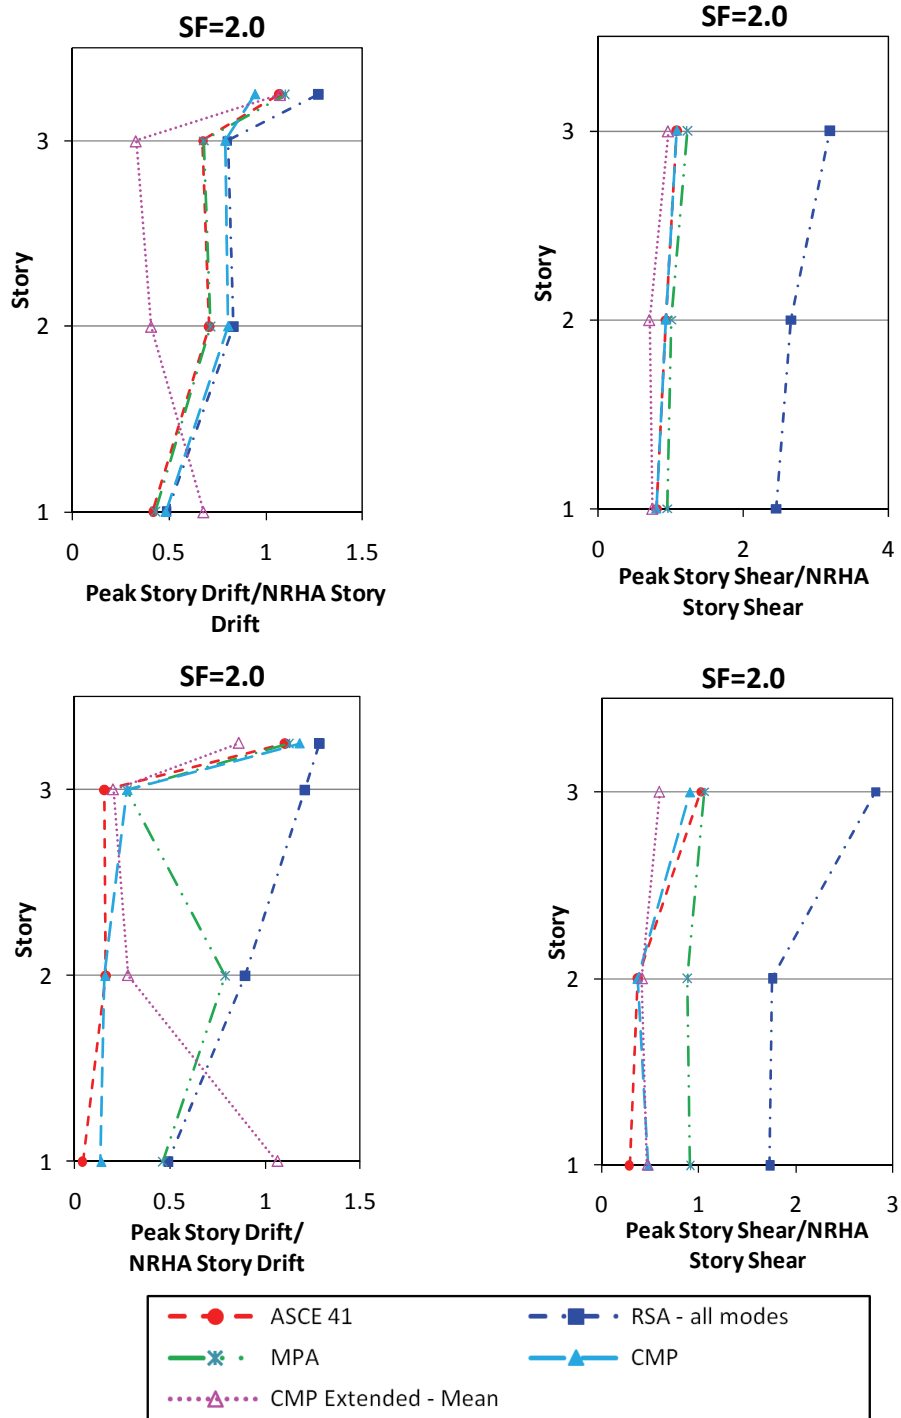 SF=2.0
3
2
1
Story
0 0.5 1 1.5
Peak Story Drift/NRHA Story
Drift
SF=2.0
3
2
1
Story
0 2 4
Peak Story Shear/NRHA
Story Shear
SF=2.0
3
2
1
Story
0 0.5 1 1.5
Peak Story Drift/
NRHA Story Drift
SF=2.0
3
2
1
Story
0 1 2 3
Peak Story Shear/NRHA
Story Shear
ASCE 41
RSA - all modes
MPA
CMP
CMP Extended - Mean